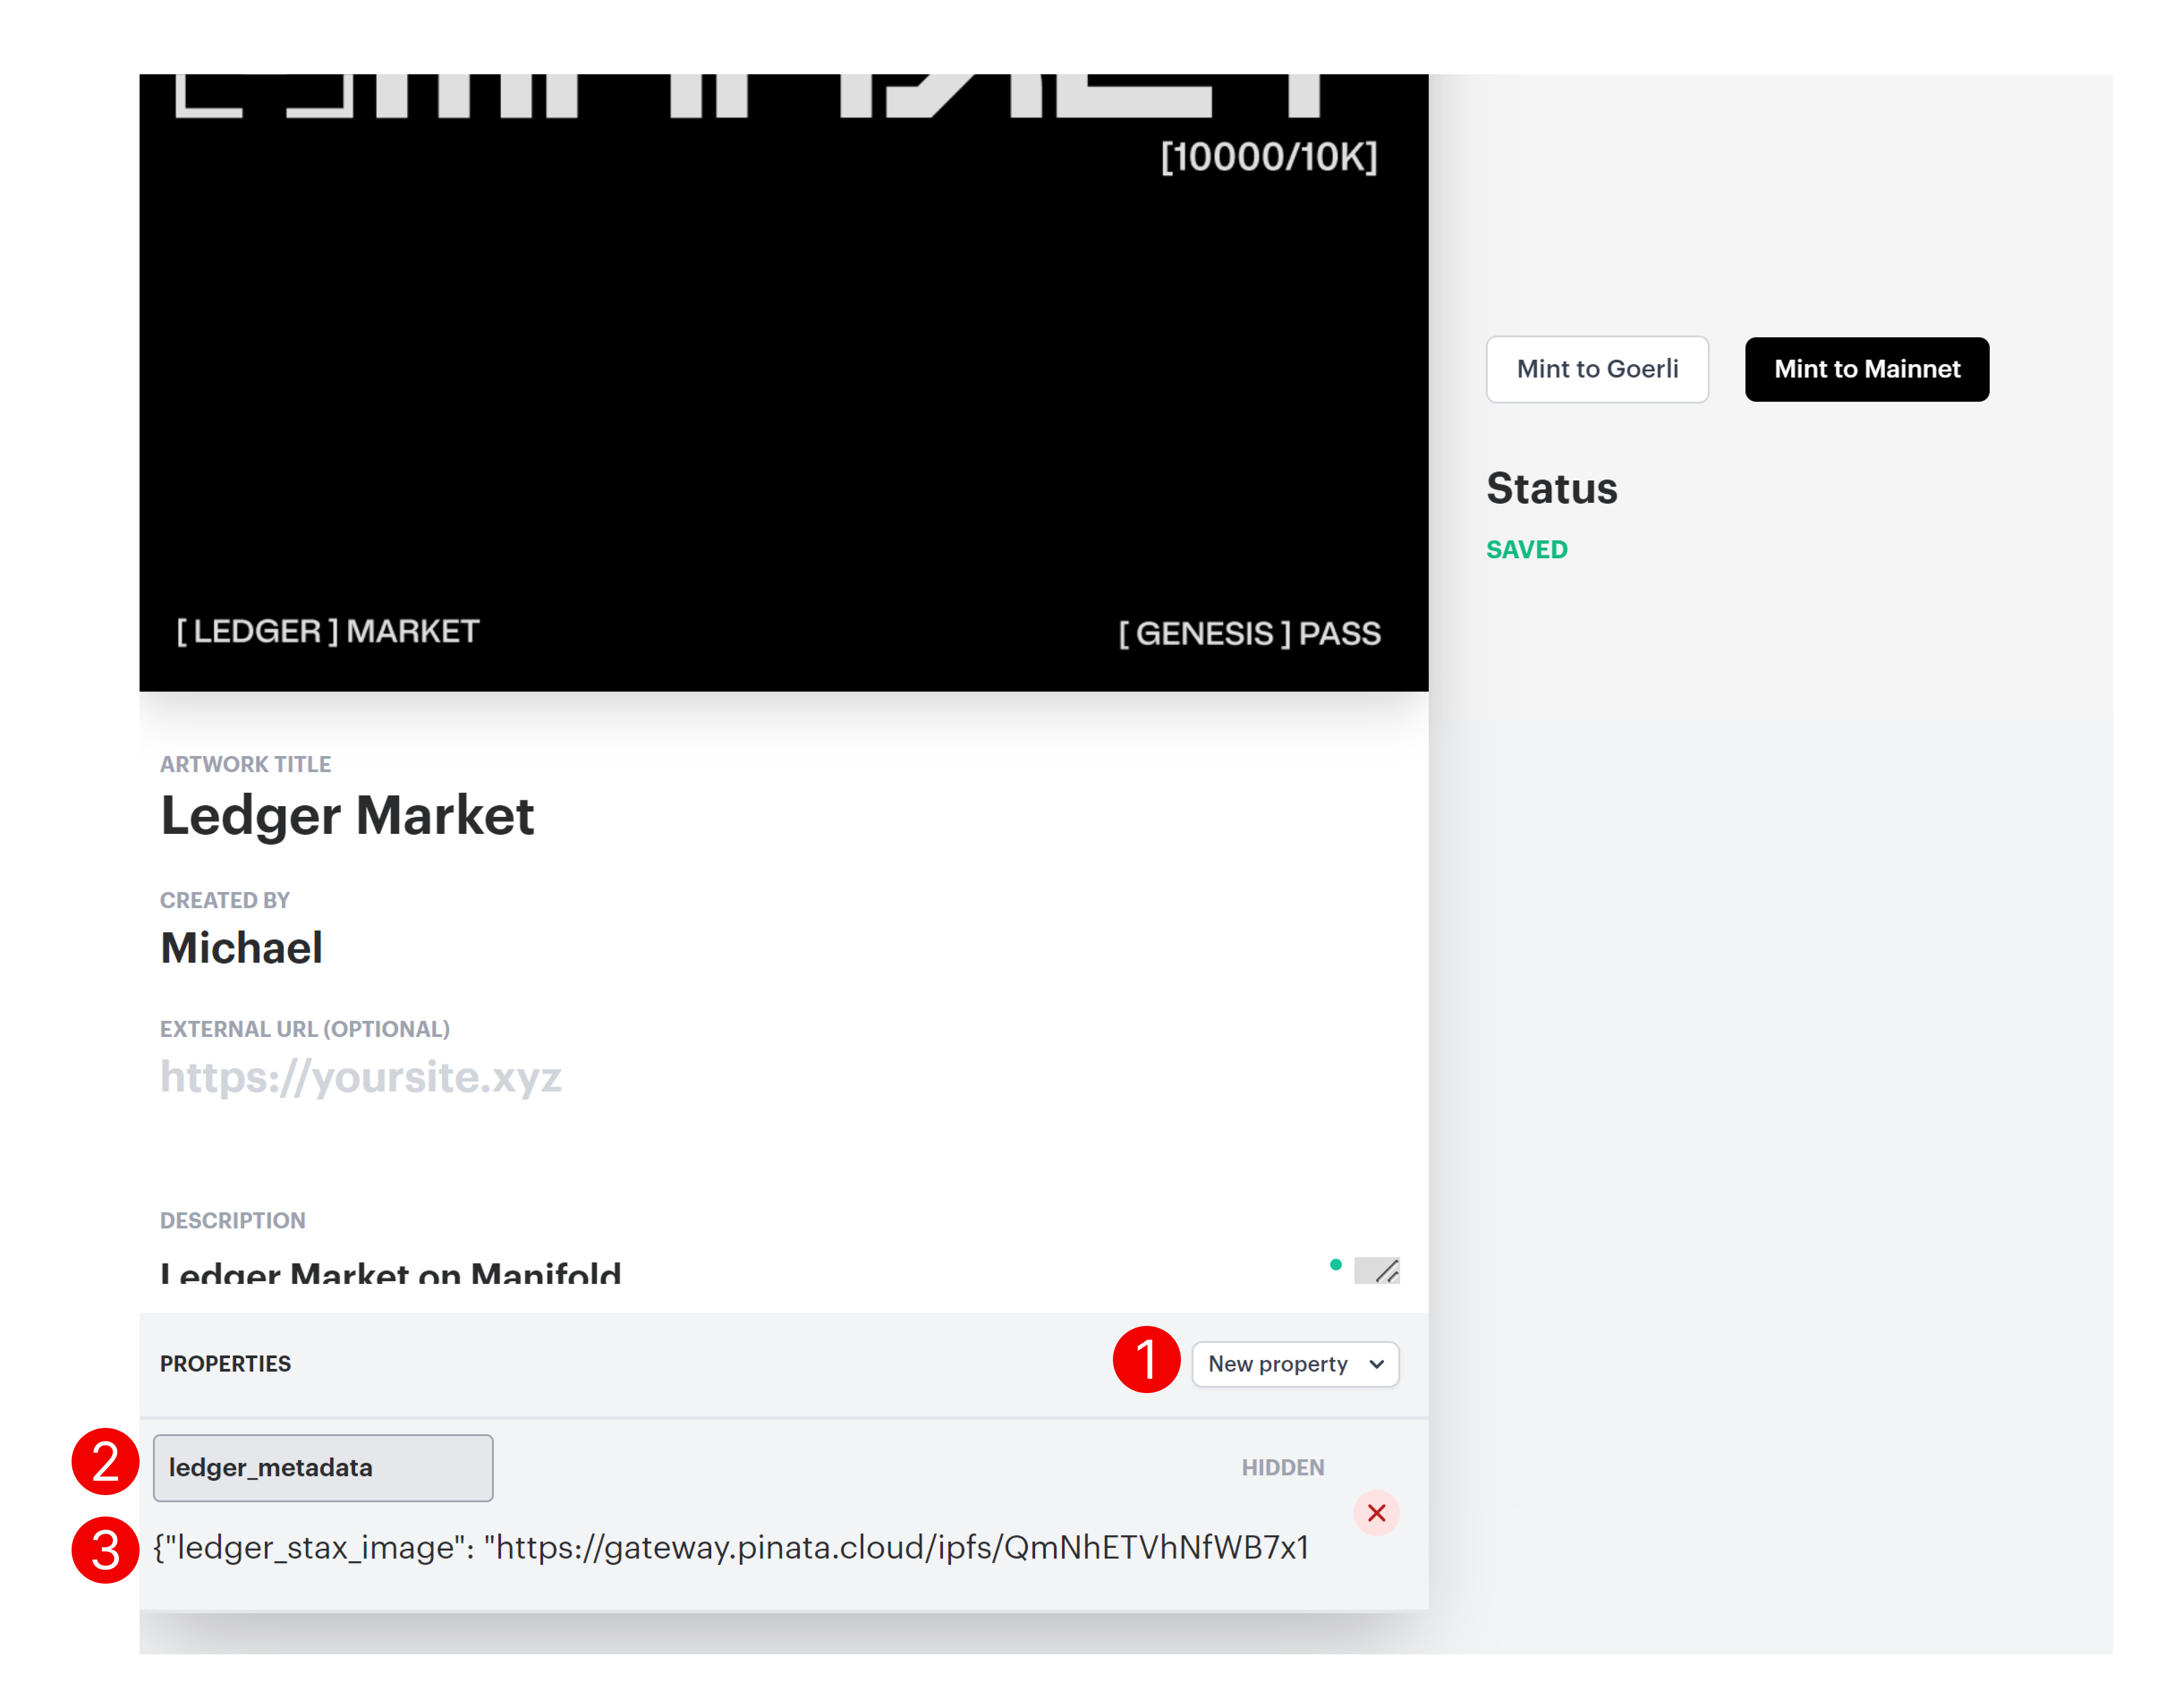 [10000/10K]
[ LEDGER ] MARKET
[ GENESIS ] PASS
Mint to Goerli
Mint to Mainnet
Status
SAVED
ARTWORK TITLE
Ledger Market
CREATED BY
Michael
EXTERNAL URL (OPTIONAL)
https://yoursite.xyz
DESCRIPTION
Ledger Market on Manifold
PROPERTIES
1
New property
2
ledger_metadata
HIDDEN
3
{"ledger_stax_image": "https://gateway.pinata.cloud/ipfs/QmNhETVhNfWB7x1